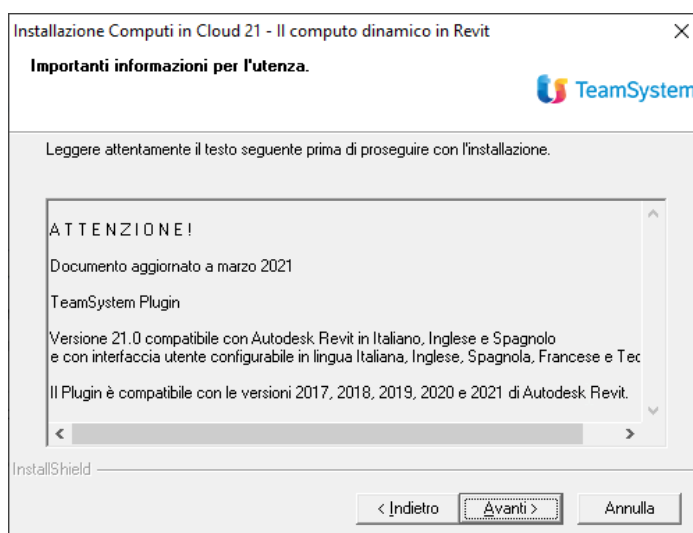 Installazione Computi in Cloud 21 - Il computo dinamico in Revit
Importanti informazioni per l'utenza.
TeamSystem
Leggere attentamente il testo seguente prima di proseguire con l'installazione.
A T T E N Z I O N E !
Documento aggiornato a marzo 2021
TeamSystem Plugin
Versione 21.0 compatibile con Autodesk Revit in Italiano, Inglese e Spagnolo
e con interfaccia utente configurabile in lingua Italiana, Inglese, Spagnola, Francese e Tec
Il Plugin è compatibile con le versioni 2017, 2018, 2019, 2020 e 2021 di Autodesk Revit.
InstallShield
< Indietro
Avanti >
Annulla